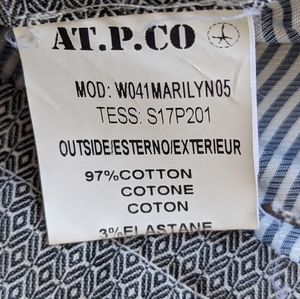 AT.P.CO
MOD: W041MARILYN05
TESS: S17P201
OUTSIDE/ESTERNO/EXTERIEUR
97%COTTON
COTONE
COTON
3%ELASTANE